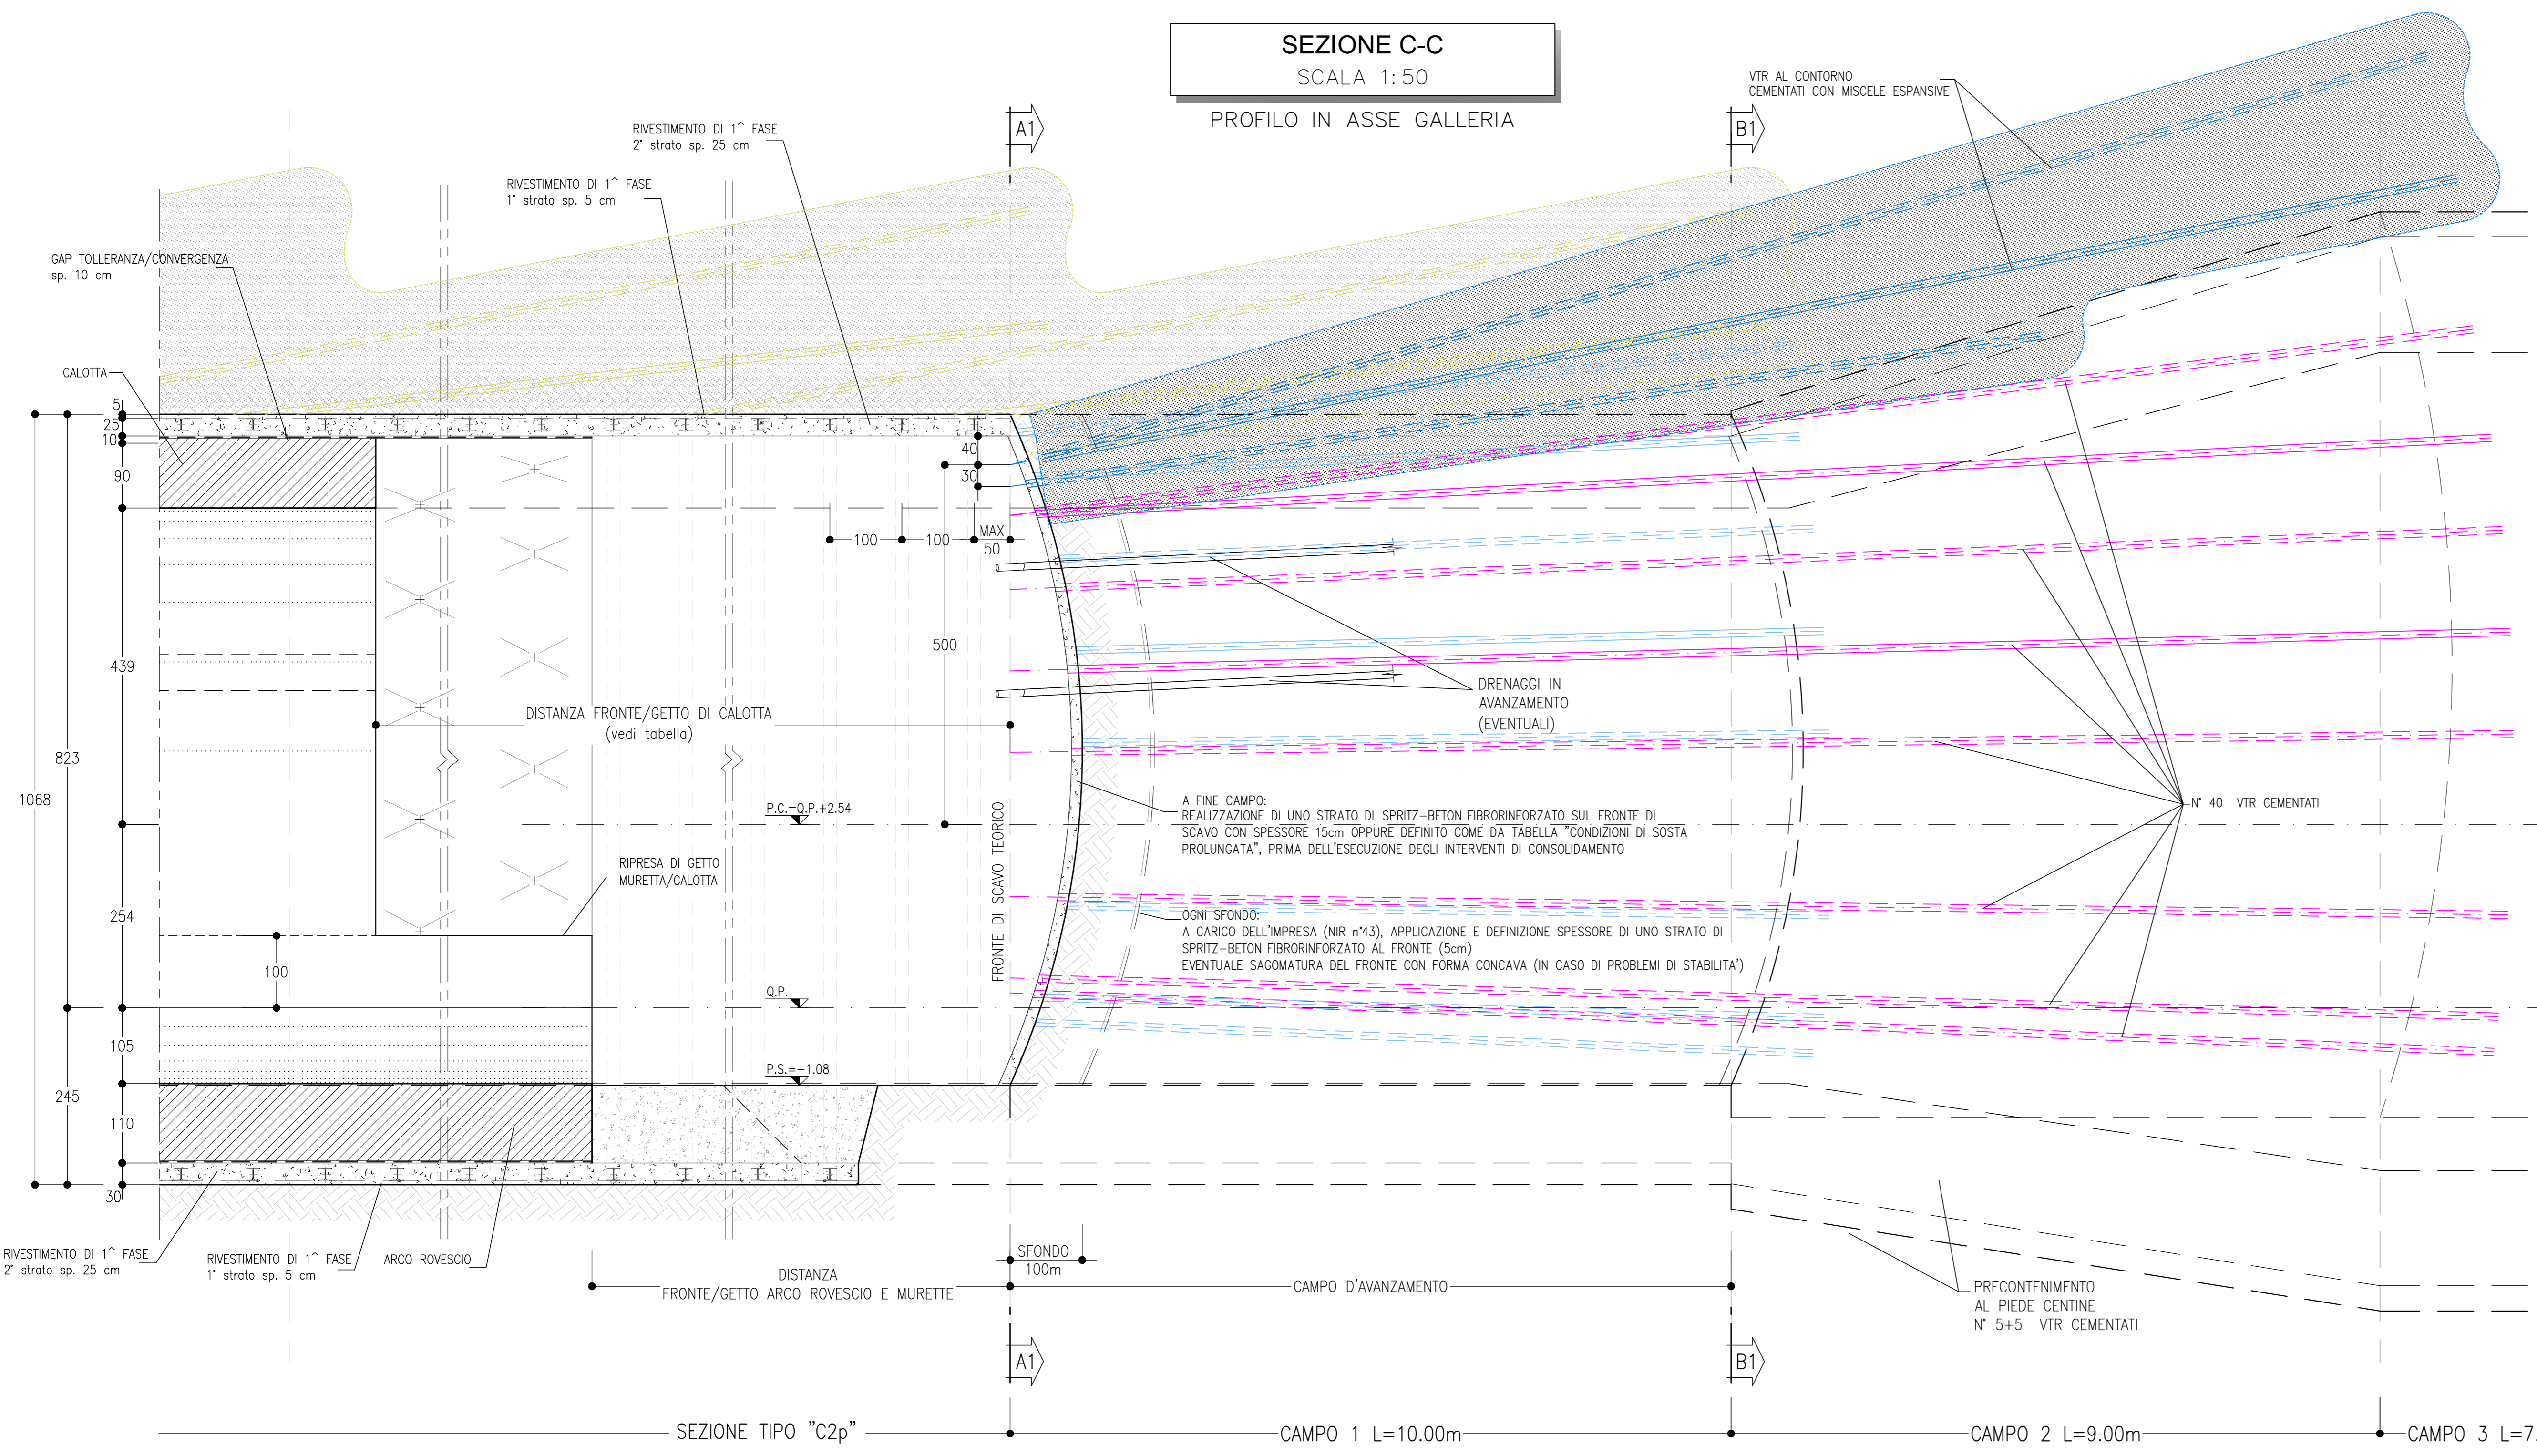 SEZIONE C-C
SCALA 1:50
PROFILO IN ASSE GALLERIA
VTR AL CONTORNO
CEMENTATI CON MISCELE ESPANSIVE
A1
B1
RIVESTIMENTO DI 1^ FASE
2° strato sp. 25 cm
RIVESTIMENTO DI 1^ FASE
1° strato sp. 5 cm
GAP TOLLERANZA/CONVERGENZA
sp. 10 cm
CALOTTA
5
25
10
90
439
254
105
110
30
823
245
1068
100
40
30
500
100
100
MAX
50
DISTANZA FRONTE/GETTO DI CALOTTA
(vedi tabella)
DRENAGGI IN
AVANZAMENTO
(EVENTUALI)
N° 40 VTR CEMENTATI
P.C.=Q.P.+2.54
FRONTE DI SCAVO TEORICO
A FINE CAMPO:
REALIZZAZIONE DI UNO STRATO DI SPRITZ-BETON FIBRORINFORZATO SUL FRONTE DI
SCAVO CON SPESSORE 15cm OPPURE DEFINITO COME DA TABELLA "CONDIZIONI DI SOSTA
PROLUNGATA", PRIMA DELL'ESECUZIONE DEGLI INTERVENTI DI CONSOLIDAMENTO
RIPRESA DI GETTO
MURETTA/CALOTTA
OGNI SFONDO:
A CARICO DELL'IMPRESA (NIR n°43), APPLICAZIONE E DEFINIZIONE SPESSORE DI UNO STRATO DI
SPRITZ-BETON FIBRORINFORZATO AL FRONTE (5cm)
EVENTUALE SAGOMATURA DEL FRONTE CON FORMA CONCAVA (IN CASO DI PROBLEMI DI STABILITA')
Q.P.
P.S.=-1.08
RIVESTIMENTO DI 1^ FASE
2° strato sp. 25 cm
RIVESTIMENTO DI 1^ FASE
1° strato sp. 5 cm
ARCO ROVESCIO
SFONDO
100m
DISTANZA
FRONTE/GETTO ARCO ROVESCIO E MURETTE
CAMPO D'AVANZAMENTO
PRECONTENIMENTO
AL PIEDE CENTINE
N° 5+5 VTR CEMENTATI
A1
B1
SEZIONE TIPO "C2p"
CAMPO 1 L=10.00m
CAMPO 2 L=9.00m
CAMPO 3 L=7.